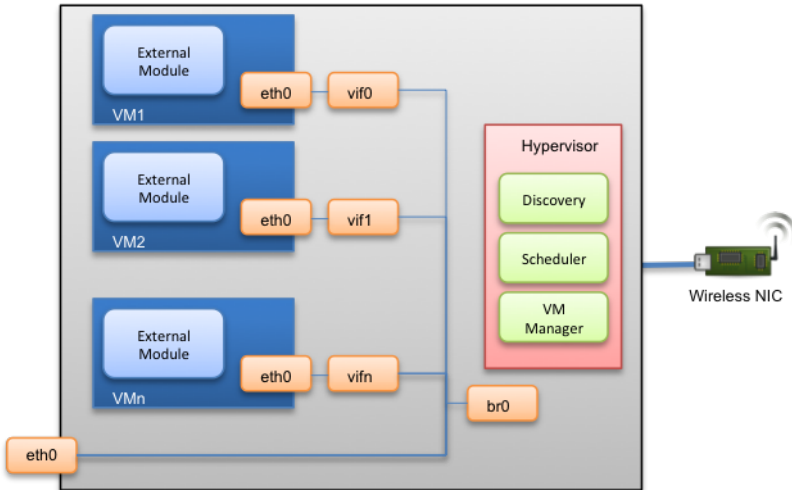 External
Module
eth0
vif0
VM1
Hypervisor
External
Module
Discovery
eth0
vif1
VM2
Scheduler
Wireless NIC
External
Module
VM
Manager
eth0
vifn
VMn
br0
eth0